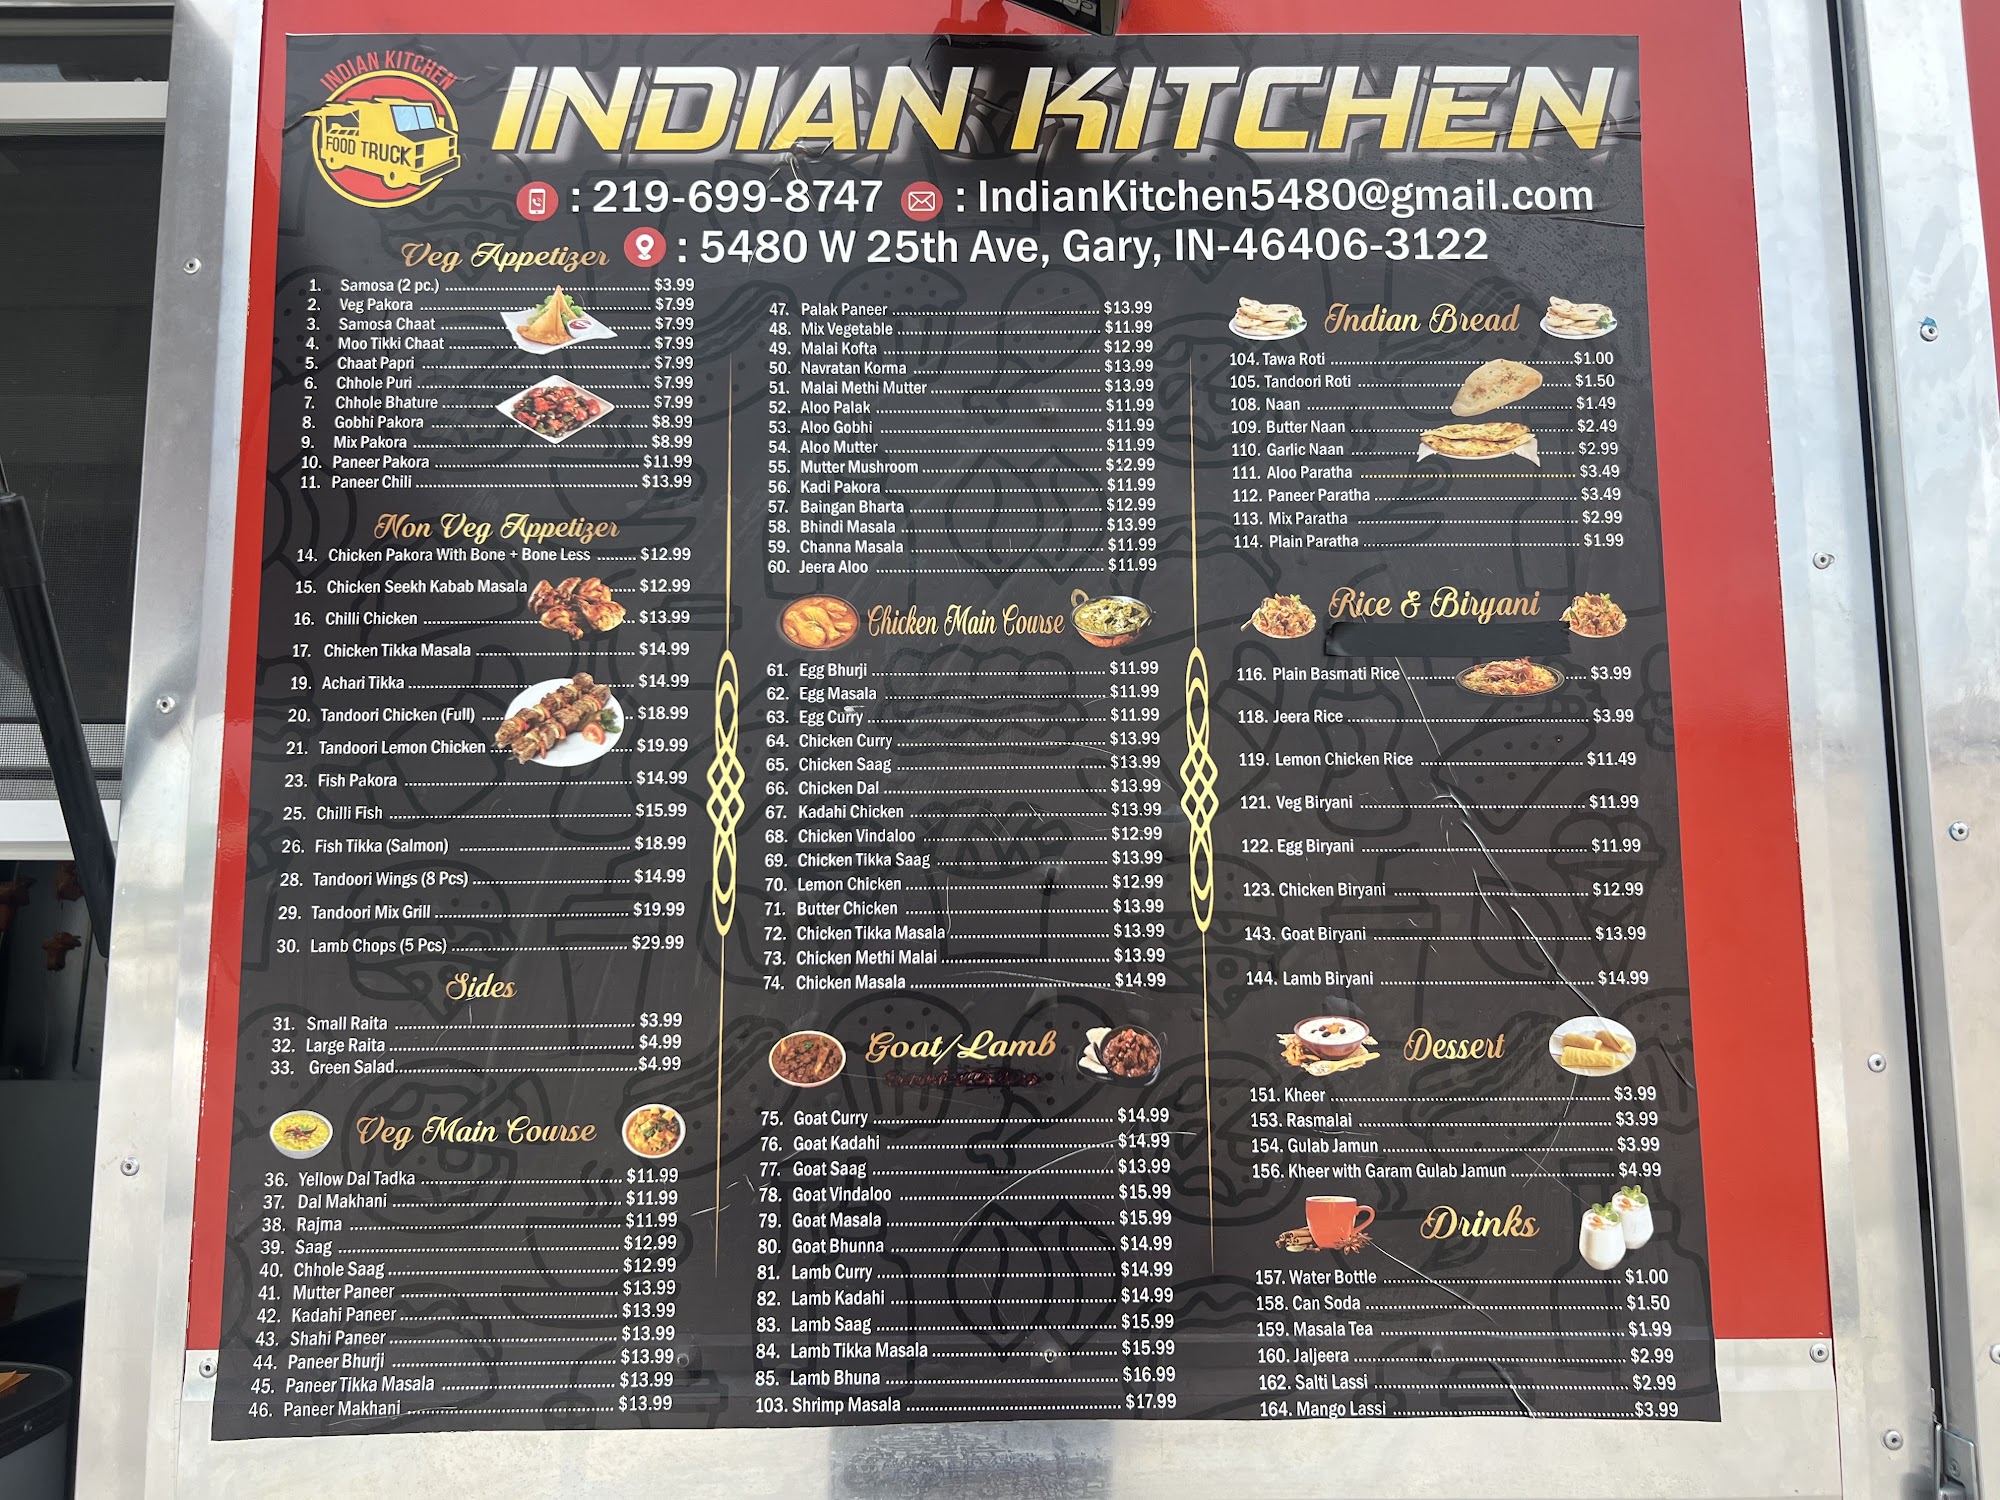 INDIAN KITCHEN
FOOD TRUCK
INDIAN KITCHEN
: 219-699-8747 : IndianKitchen5480@gmail.com
: 5480 W 25th Ave, Gary, IN-46406-3122
Veg Appetizer
1. Samosa (2 pc.) $3.99
2. Veg Pakora $7.99
3. Samosa Chaat $7.99
4. Moo Tikki Chaat $7.99
5. Chaat Papri $7.99
6. Chhole Puri $7.99
7. Chhole Bhature $7.99
8. Gobhi Pakora $8.99
9. Mix Pakora $8.99
10. Paneer Pakora $11.99
11. Paneer Chili $13.99
Non Veg Appetizer
14. Chicken Pakora With Bone + Bone Less $12.99
15. Chicken Seekh Kabab Masala $12.99
16. Chilli Chicken $13.99
17. Chicken Tikka Masala $14.99
19. Achari Tikka $14.99
20. Tandoori Chicken (Full) $18.99
21. Tandoori Lemon Chicken $19.99
23. Fish Pakora $14.99
25. Chilli Fish $15.99
26. Fish Tikka (Salmon) $18.99
28. Tandoori Wings (8 Pcs) $14.99
29. Tandoori Mix Grill $19.99
30. Lamb Chops (5 Pcs) $29.99
Sides
31. Small Raita $3.99
32. Large Raita $4.99
33. Green Salad $4.99
Veg Main Course
36. Yellow Dal Tadka $11.99
37. Dal Makhani $11.99
38. Rajma $11.99
39. Saag $12.99
40. Chhole Saag $12.99
41. Mutter Paneer $13.99
42. Kadahi Paneer $13.99
43. Shahi Paneer $13.99
44. Paneer Bhurji $13.99
45. Paneer Tikka Masala $13.99
46. Paneer Makhani $13.99
47. Palak Paneer $13.99
48. Mix Vegetable $11.99
49. Malai Kofta $12.99
50. Navratan Korma $13.99
51. Malai Methi Mutter $13.99
52. Aloo Palak $11.99
53. Aloo Gobhi $11.99
54. Aloo Mutter $11.99
55. Mutter Mushroom $12.99
56. Kadi Pakora $11.99
57. Baingan Bharta $12.99
58. Bhindi Masala $13.99
59. Channa Masala $11.99
60. Jeera Aloo $11.99
Chicken Main Course
61. Egg Bhurji $11.99
62. Egg Masala $11.99
63. Egg Curry $11.99
64. Chicken Curry $13.99
65. Chicken Saag $13.99
66. Chicken Dal $13.99
67. Kadahi Chicken $13.99
68. Chicken Vindaloo $12.99
69. Chicken Tikka Saag $13.99
70. Lemon Chicken $12.99
71. Butter Chicken $13.99
72. Chicken Tikka Masala $13.99
73. Chicken Methi Malai $13.99
74. Chicken Masala $14.99
Goat/Lamb
75. Goat Curry $14.99
76. Goat Kadahi $14.99
77. Goat Saag $13.99
78. Goat Vindaloo $15.99
79. Goat Masala $15.99
80. Goat Bhunna $14.99
81. Lamb Curry $14.99
82. Lamb Kadahi $14.99
83. Lamb Saag $15.99
84. Lamb Tikka Masala $15.99
85. Lamb Bhuna $16.99
103. Shrimp Masala $17.99
Indian Bread
104. Tawa Roti $1.00
105. Tandoori Roti $1.50
108. Naan $1.49
109. Butter Naan $2.49
110. Garlic Naan $2.99
111. Aloo Paratha $3.49
112. Paneer Paratha $3.49
113. Mix Paratha $2.99
114. Plain Paratha $1.99
Rice & Biryani
116. Plain Basmati Rice $3.99
118. Jeera Rice $3.99
119. Lemon Chicken Rice $11.49
121. Veg Biryani $11.99
122. Egg Biryani $11.99
123. Chicken Biryani $12.99
143. Goat Biryani $13.99
144. Lamb Biryani $14.99
Dessert
151. Kheer $3.99
153. Rasmalai $3.99
154. Gulab Jamun $3.99
156. Kheer with Garam Gulab Jamun $4.99
Drinks
157. Water Bottle $1.00
158. Can Soda $1.50
159. Masala Tea $1.99
160. Jaljeera $2.99
162. Salti Lassi $2.99
164. Mango Lassi $3.99